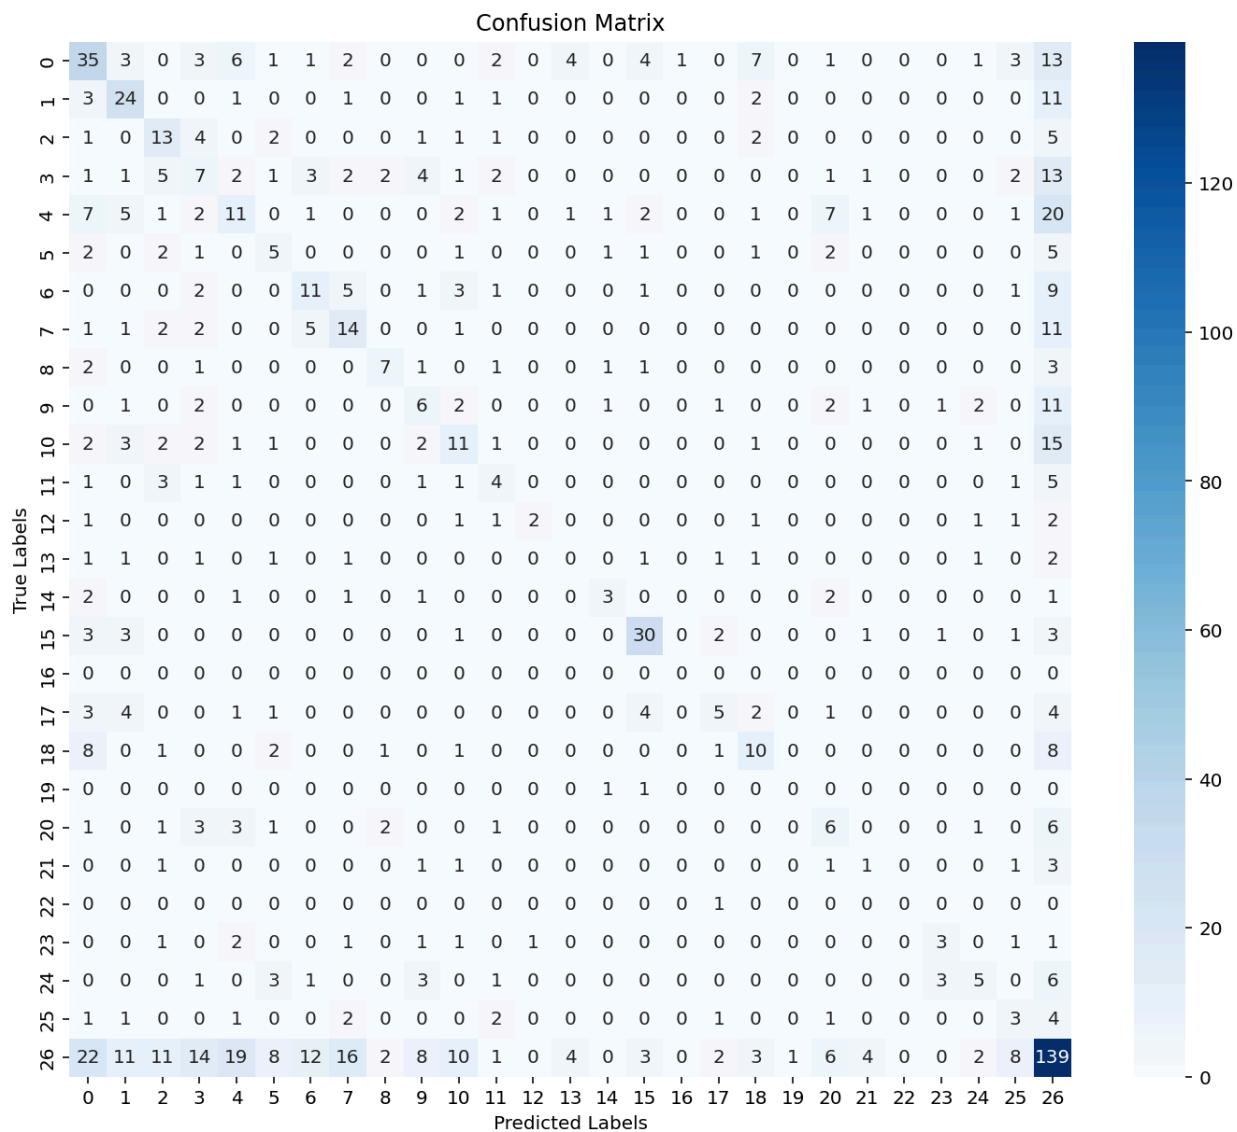 Confusion Matrix
True Labels
0 35 3 0 3 6 1 1 2 0 0 0 2 0 4 0 4 1 0 7 0 1 0 0 0 1 3 13
1 3 24 0 0 1 0 0 1 0 0 1 1 0 0 0 0 0 0 2 0 0 0 0 0 0 0 11
2 1 0 13 4 0 2 0 0 0 1 1 1 0 0 0 0 0 0 2 0 0 0 0 0 0 0 5
3 1 1 5 7 2 1 3 2 2 4 1 2 0 0 0 0 0 0 0 0 1 1 0 0 0 2 13
4 7 5 1 2 11 0 1 0 0 0 2 1 0 1 1 2 0 0 1 0 7 1 0 0 0 1 20
5 2 0 2 1 0 5 0 0 0 0 1 0 0 0 1 1 0 0 1 0 2 0 0 0 0 0 5
6 0 0 0 2 0 0 11 5 0 1 3 1 0 0 0 1 0 0 0 0 0 0 0 0 0 1 9
7 1 1 2 2 0 0 5 14 0 0 1 0 0 0 0 0 0 0 0 0 0 0 0 0 0 0 11
8 2 0 0 1 0 0 0 0 7 1 0 1 0 0 1 1 0 0 0 0 0 0 0 0 0 0 3
9 0 1 0 2 0 0 0 0 0 6 2 0 0 0 1 0 0 1 0 0 2 1 0 1 2 0 11
10 2 3 2 2 1 1 0 0 0 2 11 1 0 0 0 0 0 0 1 0 0 0 0 0 1 0 15
11 1 0 3 1 1 0 0 0 0 1 1 4 0 0 0 0 0 0 0 0 0 0 0 0 0 1 5
12 1 0 0 0 0 0 0 0 0 0 1 1 2 0 0 0 0 0 1 0 0 0 0 0 1 1 2
13 1 1 0 1 0 1 0 1 0 0 0 0 0 0 0 1 0 1 1 0 0 0 0 0 1 0 2
14 2 0 0 0 1 0 0 1 0 1 0 0 0 0 3 0 0 0 0 0 2 0 0 0 0 0 1
15 3 3 0 0 0 0 0 0 0 0 1 0 0 0 0 30 0 2 0 0 0 1 0 1 0 1 3
16 0 0 0 0 0 0 0 0 0 0 0 0 0 0 0 0 0 0 0 0 0 0 0 0 0 0 0
17 3 4 0 0 1 1 0 0 0 0 0 0 0 0 0 4 0 5 2 0 1 0 0 0 0 0 4
18 8 0 1 0 0 2 0 0 1 0 1 0 0 0 0 0 0 1 10 0 0 0 0 0 0 0 8
19 0 0 0 0 0 0 0 0 0 0 0 0 0 0 1 1 0 0 0 0 0 0 0 0 0 0 0
20 1 0 1 3 3 1 0 0 2 0 0 1 0 0 0 0 0 0 0 0 6 0 0 0 1 0 6
21 0 0 1 0 0 0 0 0 0 1 1 0 0 0 0 0 0 0 0 0 1 1 0 0 0 1 3
22 0 0 0 0 0 0 0 0 0 0 0 0 0 0 0 0 0 1 0 0 0 0 0 0 0 0 0
23 0 0 1 0 2 0 0 1 0 1 1 0 1 0 0 0 0 0 0 0 0 0 0 3 0 1 1
24 0 0 0 1 0 3 1 0 0 3 0 1 0 0 0 0 0 0 0 0 0 0 0 3 5 0 6
25 1 1 0 0 1 0 0 2 0 0 0 2 0 0 0 0 0 1 0 0 1 0 0 0 0 3 4
26 22 11 11 14 19 8 12 16 2 8 10 1 0 4 0 3 0 2 3 1 6 4 0 0 2 8 139
0 1 2 3 4 5 6 7 8 9 10 11 12 13 14 15 16 17 18 19 20 21 22 23 24 25 26
Predicted Labels
120
100
80
60
40
20
0